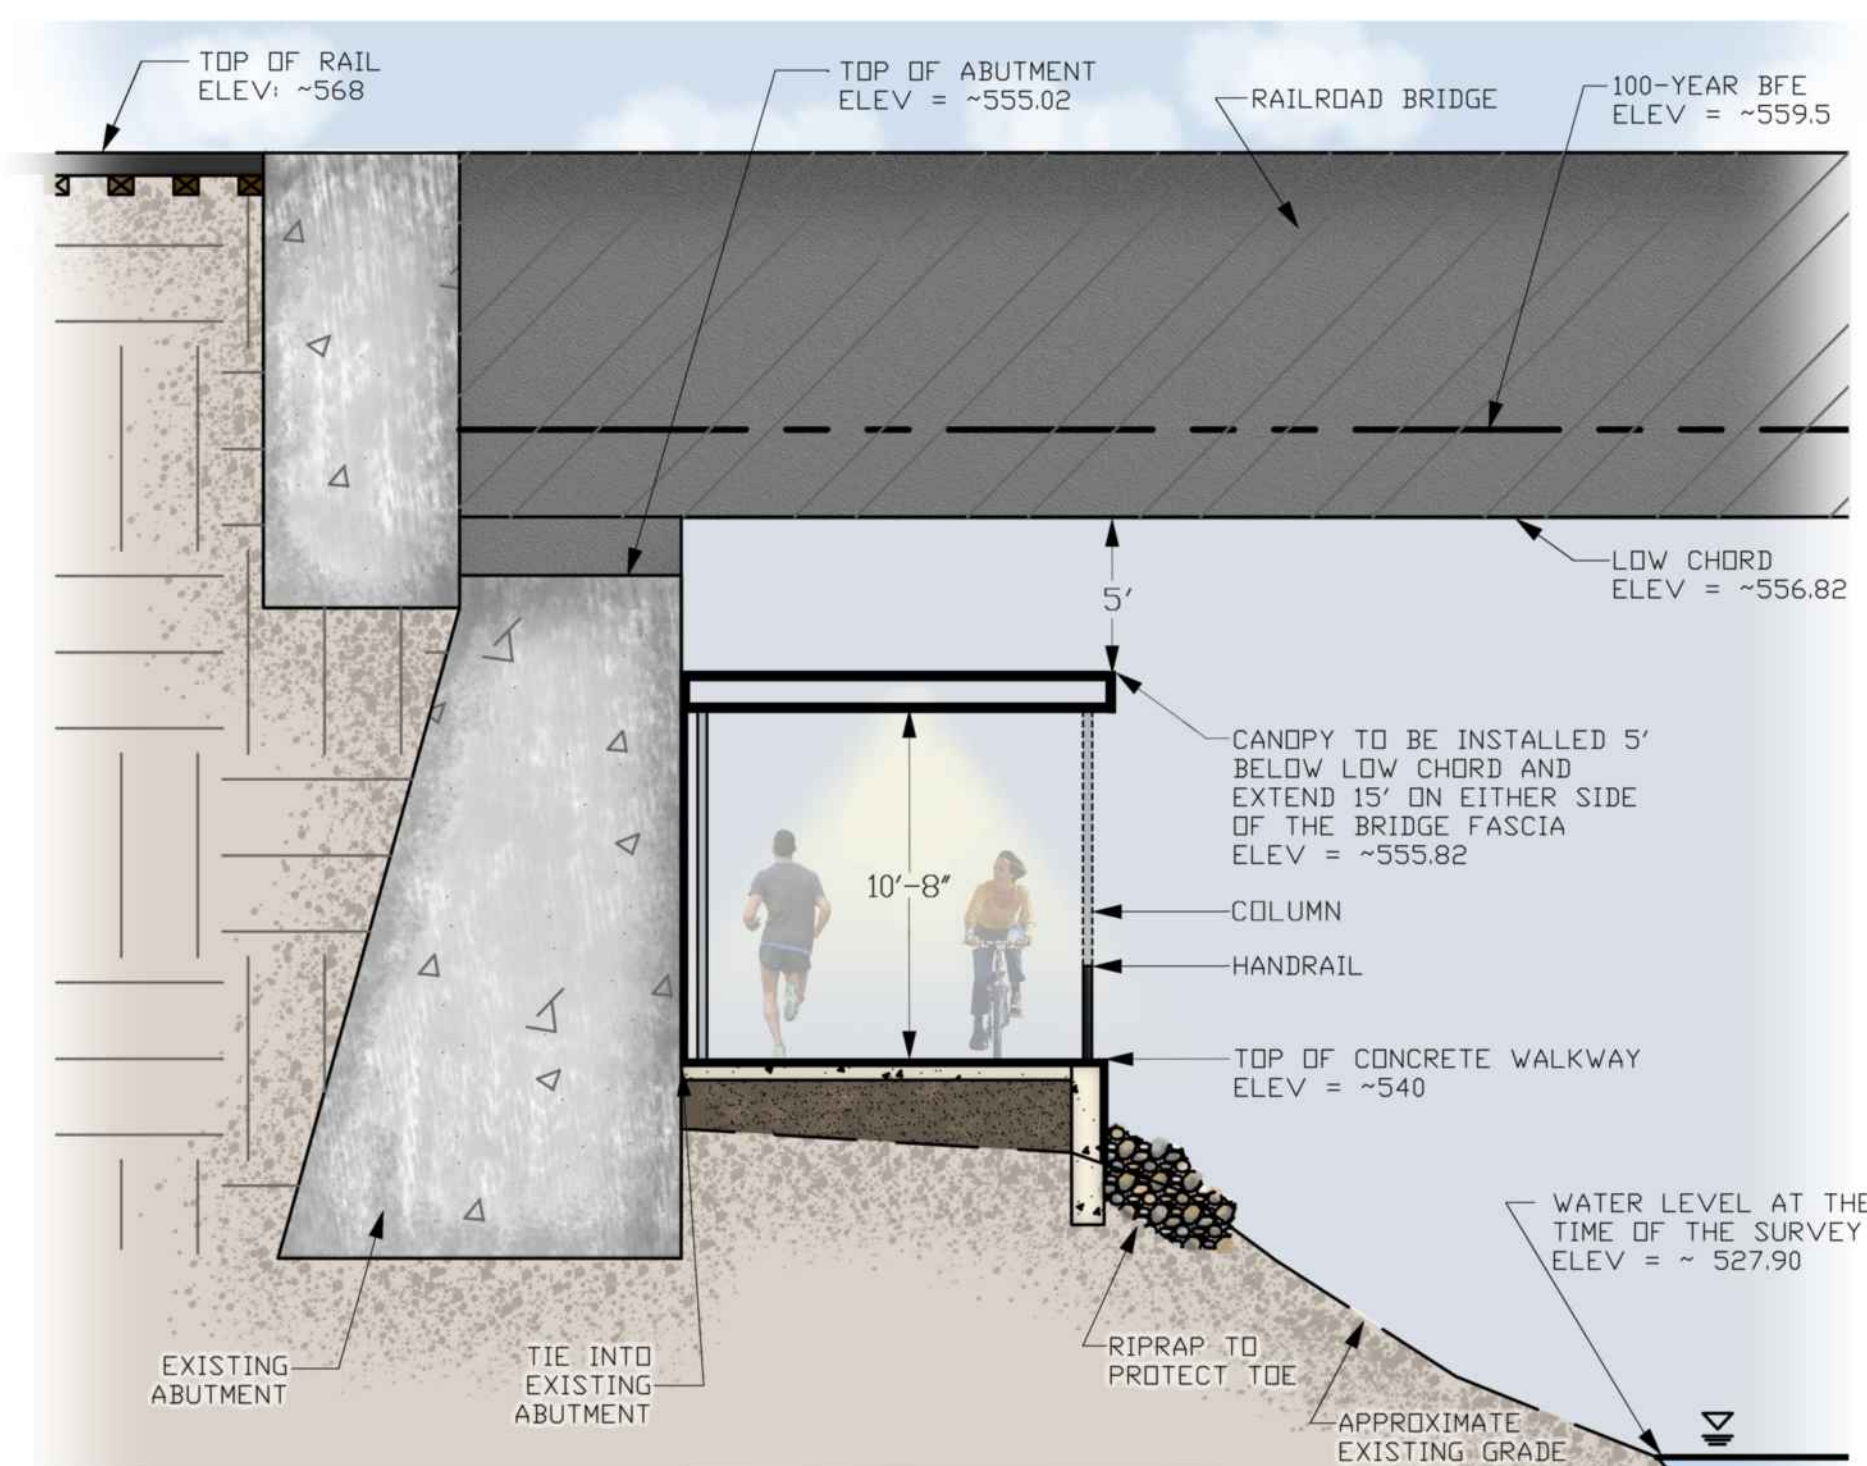 TOP OF RAIL
ELEV: ~568
TOP OF ABUTMENT
ELEV = ~555.02
RAILROAD BRIDGE
100-YEAR BFE
ELEV = ~559.5
LOW CHORD
ELEV = ~556.82
5'
CANOPY TO BE INSTALLED 5'
BELOW LOW CHORD AND
EXTEND 15' ON EITHER SIDE
OF THE BRIDGE FASCIA
ELEV = ~555.82
10'-8"
COLUMN
HANDRAIL
TOP OF CONCRETE WALKWAY
ELEV = ~540
WATER LEVEL AT THE
TIME OF THE SURVEY
ELEV = ~ 527.90
EXISTING
ABUTMENT
TIE INTO
EXISTING
ABUTMENT
RIPRAP TO
PROTECT TOE
APPROXIMATE
EXISTING GRADE